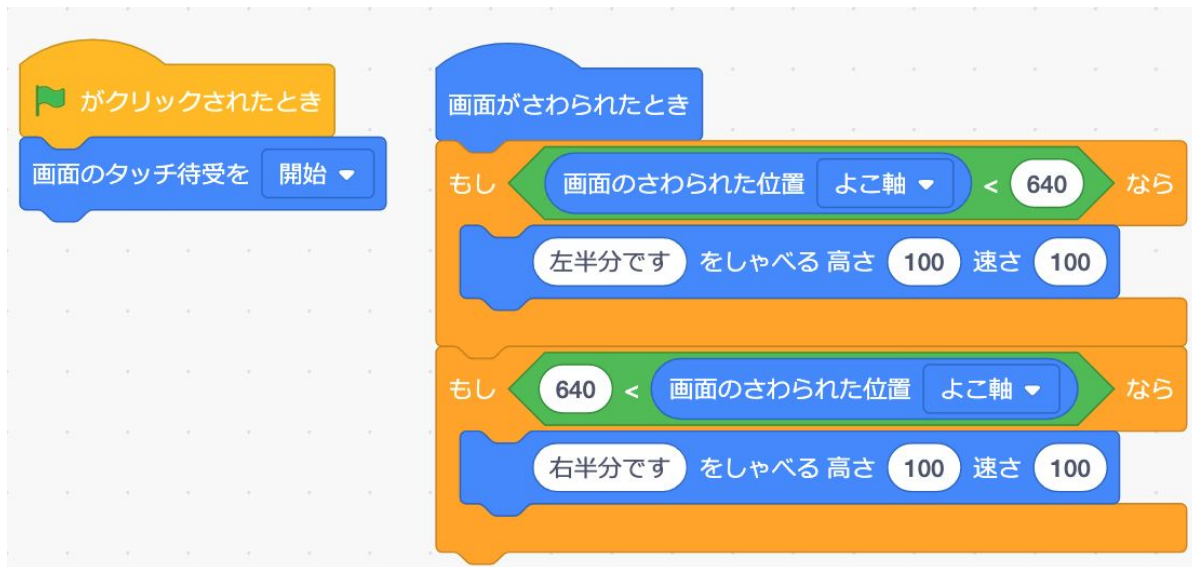 がクリックされたとき
画面のタッチ待受を 開始
画面がさわられたとき
もし 画面のさわられた位置 よこ軸 < 640 なら
左半分です をしゃべる 高さ 100 速さ 100
もし 640 < 画面のさわられた位置 よこ軸 なら
右半分です をしゃべる 高さ 100 速さ 100